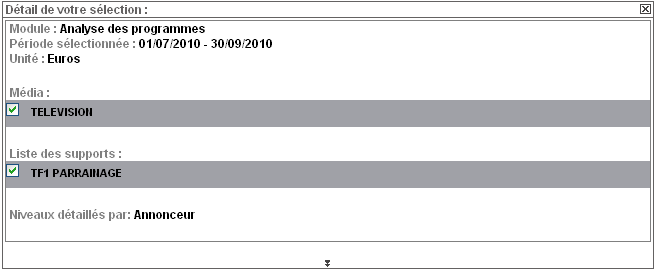 Détail de votre sélection :
Module : Analyse des programmes
Période sélectionnée : 01/07/2010 - 30/09/2010
Unité : Euros
Média :
TELEVISION
Liste des supports :
TF1 PARRAINAGE
Niveaux détaillés par: Annonceur